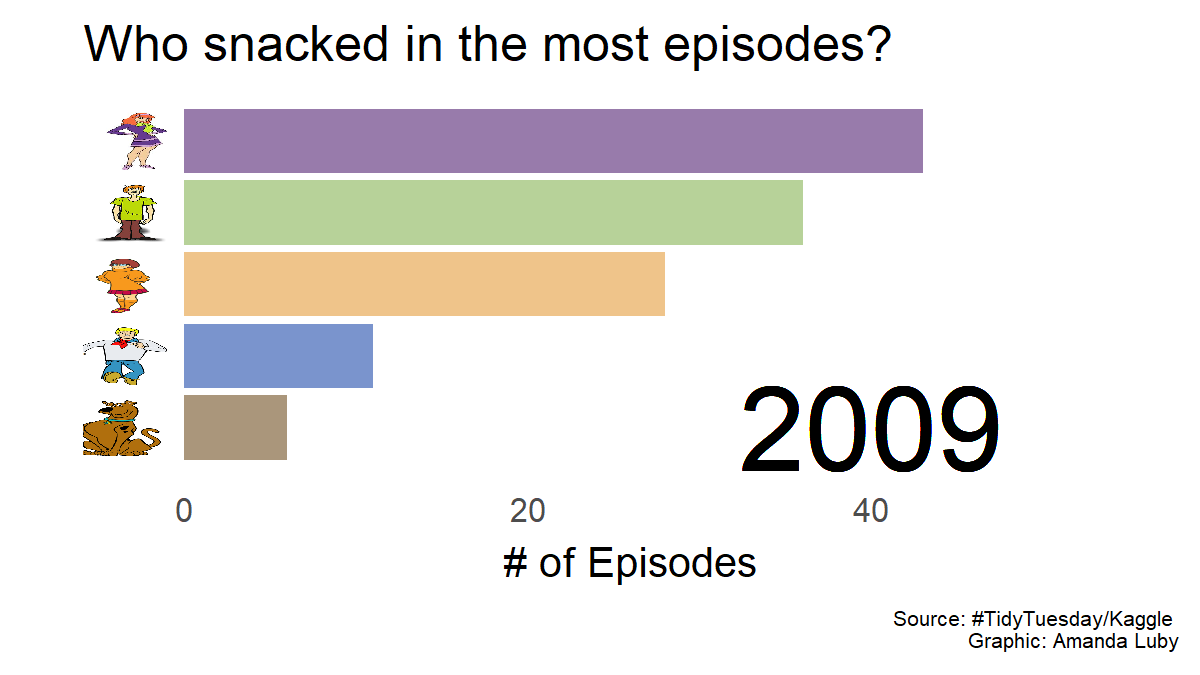 Who snacked in the most episodes?
2009
0 20 40
# of Episodes
Source: #TidyTuesday/Kaggle
Graphic: Amanda Luby